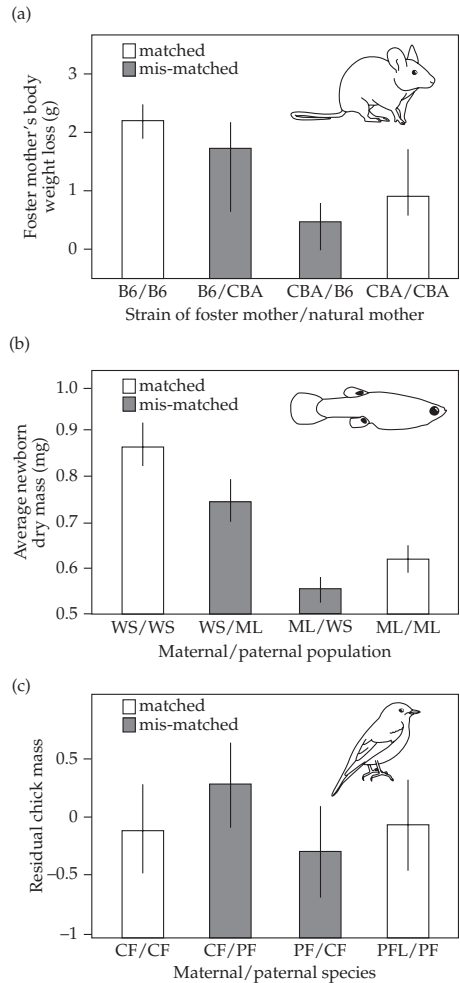 (a)
matched
mis-matched
3
2
1
0
Foster mother's body
weight loss (g)
B6/B6 B6/CBA CBA/B6 CBA/CBA
Strain of foster mother/natural mother
(b)
matched
mis-matched
1.0
0.9
0.8
0.7
0.6
0.5
Average newborn
dry mass (mg)
WS/WS WS/ML ML/WS ML/ML
Maternal/paternal population
(c)
matched
mis-matched
0.5
0
−0.5
−1
Residual chick mass
CF/CF CF/PF PF/CF PFL/PF
Maternal/paternal species